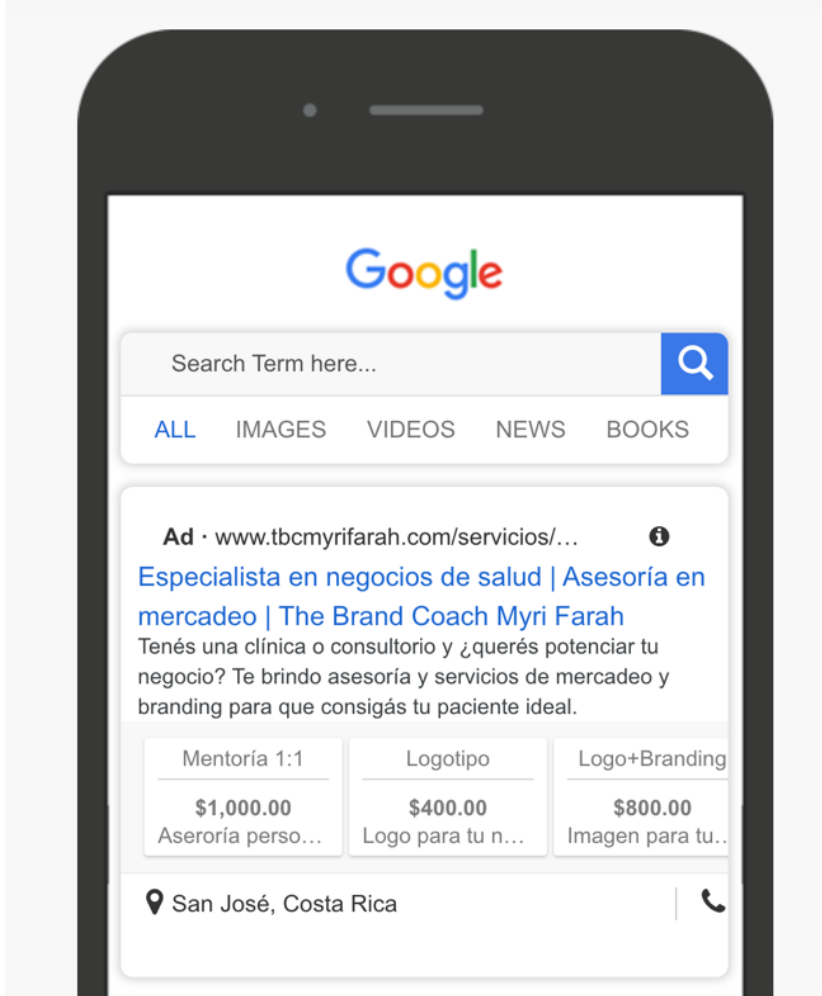 Google
Search Term here...
ALL IMAGES VIDEOS NEWS BOOKS
Ad · www.tbcmyrifarah.com/servicios/...
Especialista en negocios de salud | Asesoría en
mercadeo | The Brand Coach Myri Farah
Tenés una clínica o consultorio y ¿querés potenciar tu
negocio? Te brindo asesoría y servicios de mercadeo y
branding para que consigás tu paciente ideal.
Mentoría 1:1 Logotipo Logo+Branding
$1,000.00 $400.00 $800.00
Aseroría perso... Logo para tu n... Imagen para tu..
San José, Costa Rica